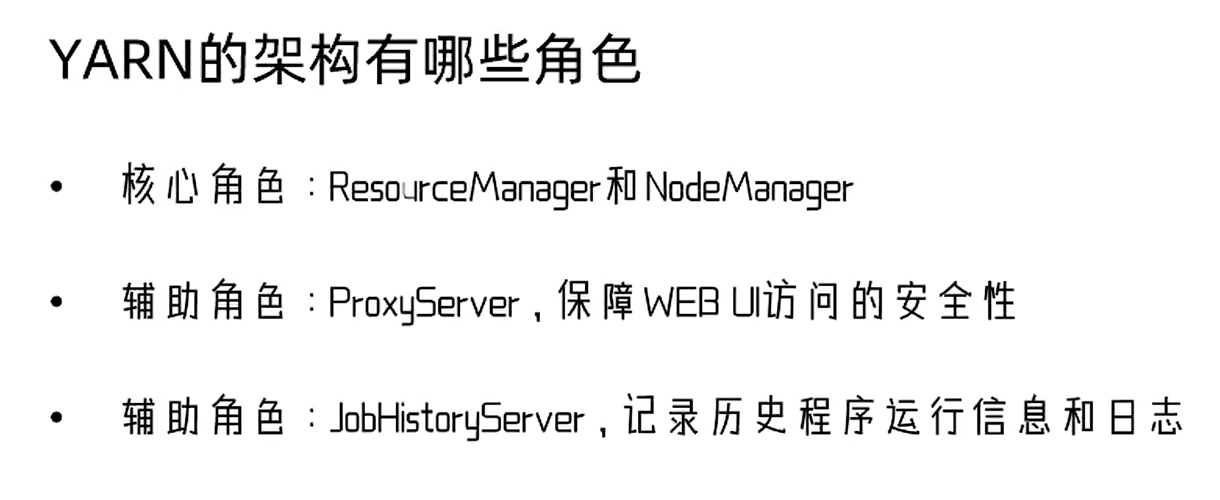 YARN的架构有哪些角色
• 核心角色：ResourceManager和NodeManager
• 辅助角色：ProxyServer，保障WEB UI访问的安全性
• 辅助角色：JobHistoryServer，记录历史程序运行信息和日志